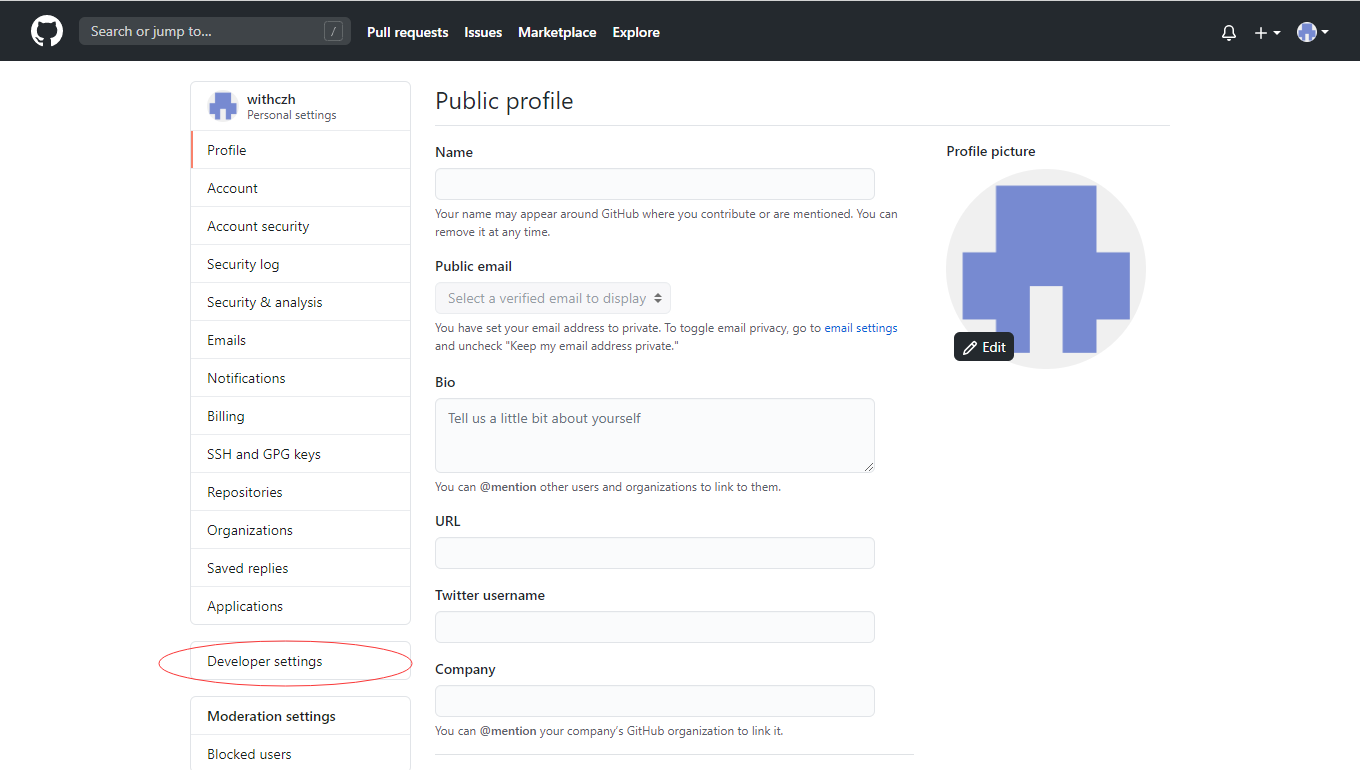 Search or jump to...
/
Pull requests
Issues
Marketplace
Explore
withczh
Personal settings
Profile
Account
Account security
Security log
Security & analysis
Emails
Notifications
Billing
SSH and GPG keys
Repositories
Organizations
Saved replies
Applications
Developer settings
Moderation settings
Blocked users
Public profile
Name
Your name may appear around GitHub where you contribute or are mentioned. You can
remove it at any time.
Public email
Select a verified email to display
You have set your email address to private. To toggle email privacy, go to email settings
and uncheck "Keep my email address private."
Bio
Tell us a little bit about yourself
You can @mention other users and organizations to link to them.
URL
Twitter username
Company
You can @mention your company's GitHub organization to link it.
Profile picture
Edit